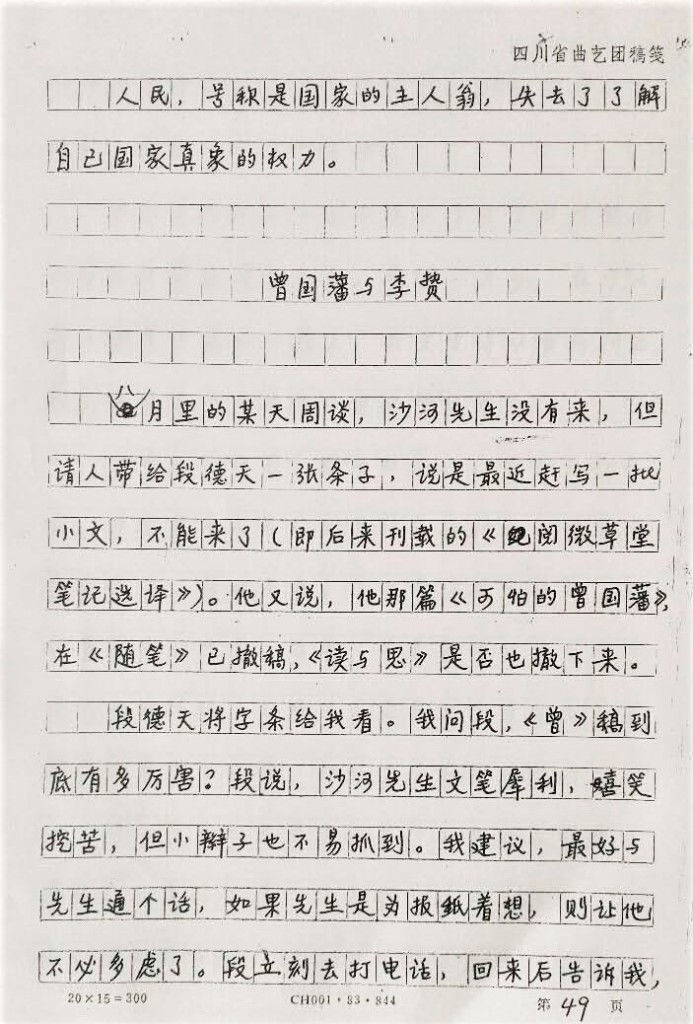 四川省曲艺团稿笺
人民，号称是国家的主人翁，失去了了解
自己国家真象的权力。
曾国藩与李贽
八月里的某天周谈，沙河先生没有来，但
请人带给段德天一张条子，说是最近赶写一批
小文，不能来了（即后来刊载的《阅微草堂
笔记选译》）。他又说，他那篇《可怕的曾国藩》，
在《随笔》已撤稿，《读与思》是否也撤下来。
段德天将字条给我看。我问段，《曾》稿到
底有多厉害？段说，沙河先生文笔犀利，嘻笑
挖苦，但小辫子也不易抓到。我建议，最好与
先生通个话，如果先生是为报纸着想，则让他
不必多虑了。段立刻去打电话，回来后告诉我，
20×15=300
CH001·83·844
第49页